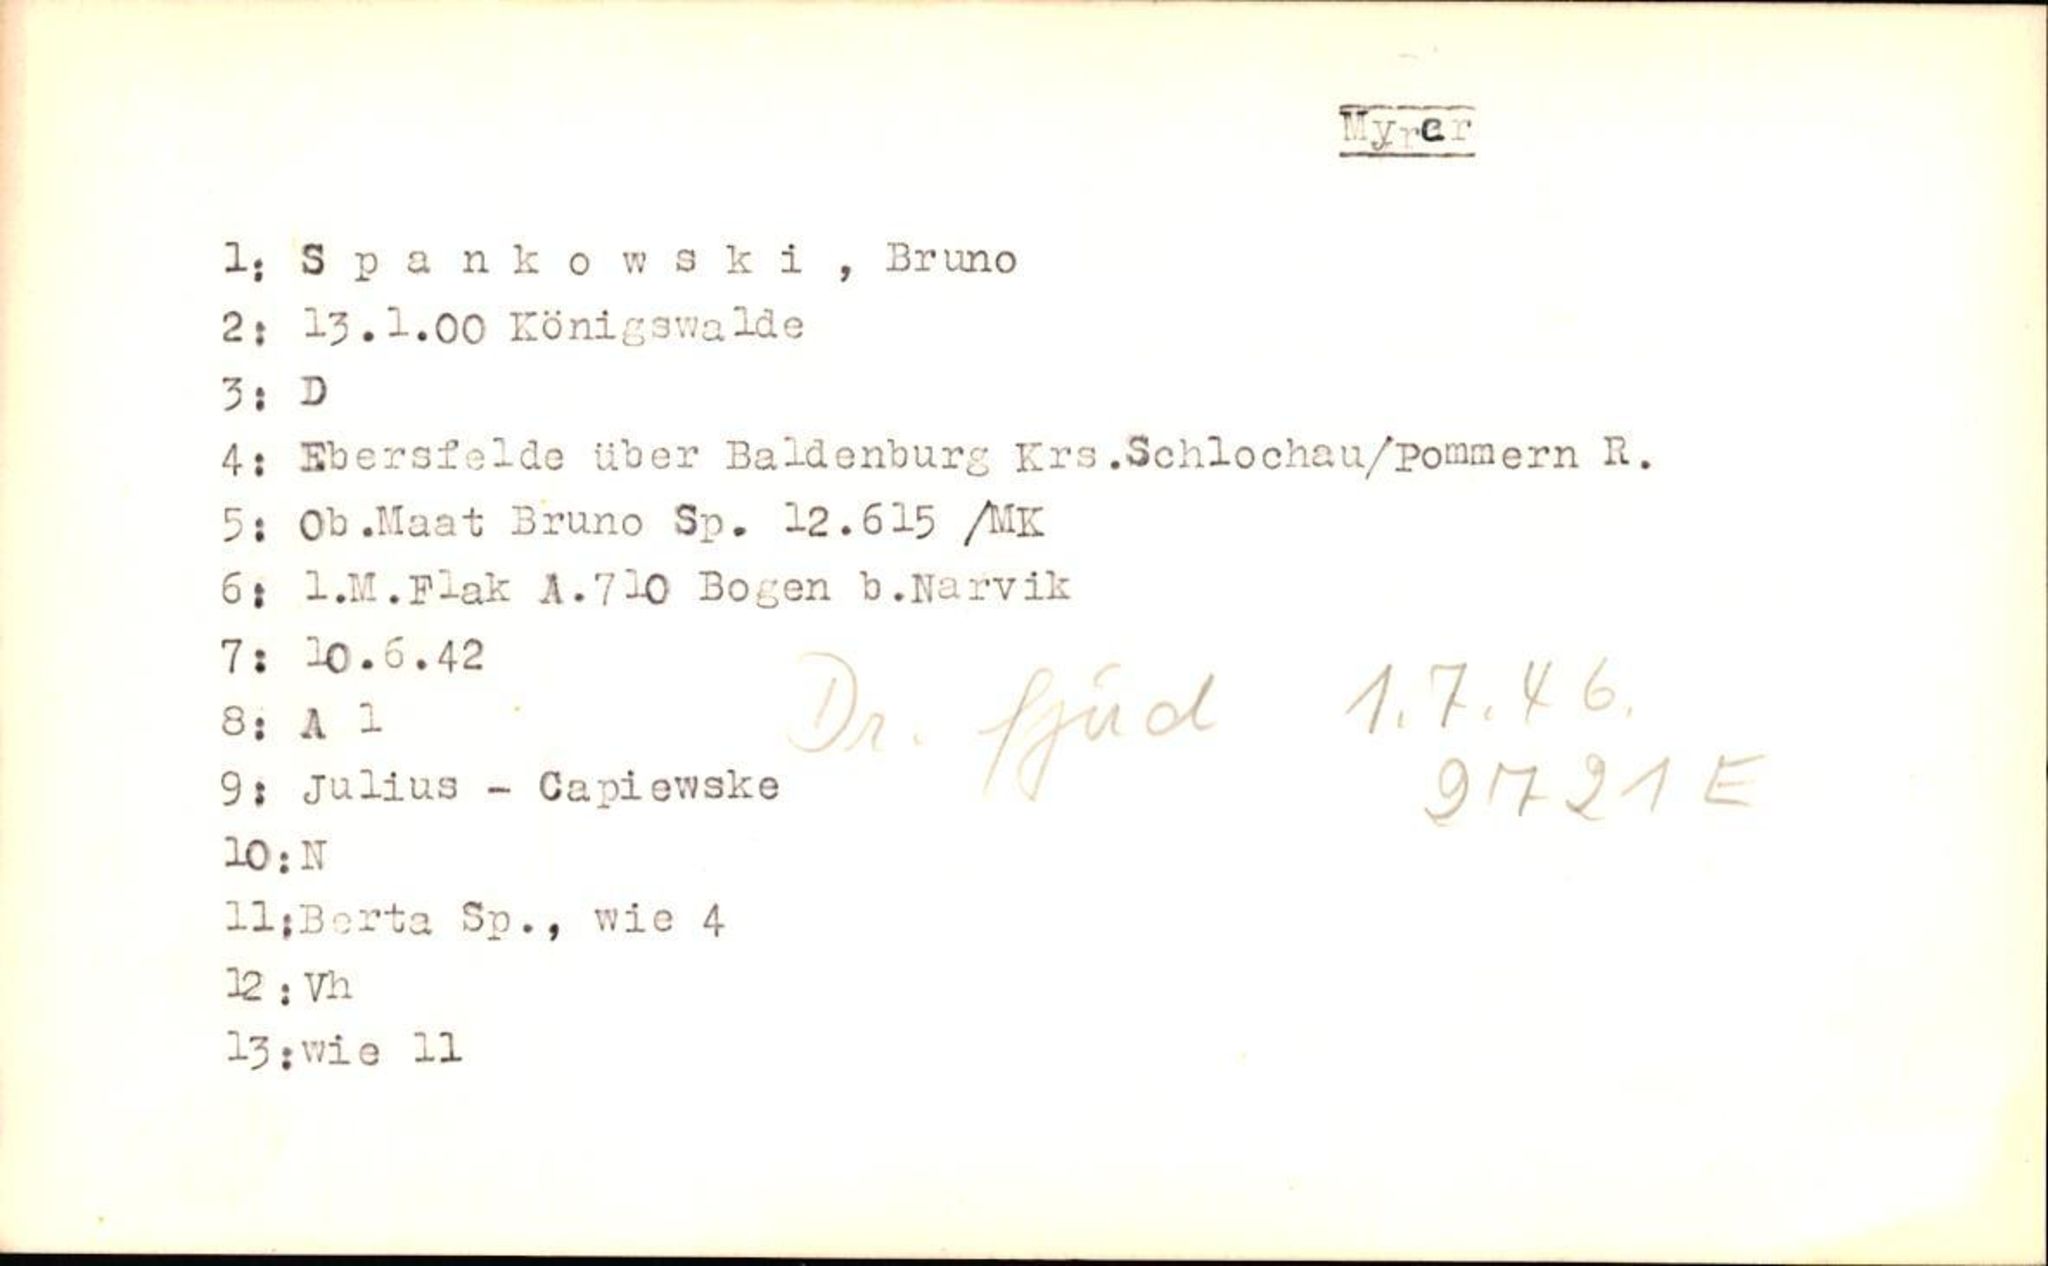 Myrer
1: S p a n k o w s k i , Bruno
2: 13.1.00 Königswalde
3: D
4: Ebersfelde über Baldenburg Krs.Schlochau/Pommern R.
5: Ob.Maat Bruno Sp. 12.615 /MK
6: 1.M.Flak A.710 Bogen b.Narvik
7: 10.6.42
8: A 1
Dr. 1.7.46.
9: Julius - Capiewske
9721 E
10:N
11:Berta Sp., wie 4
12:Vh
13:wie 11